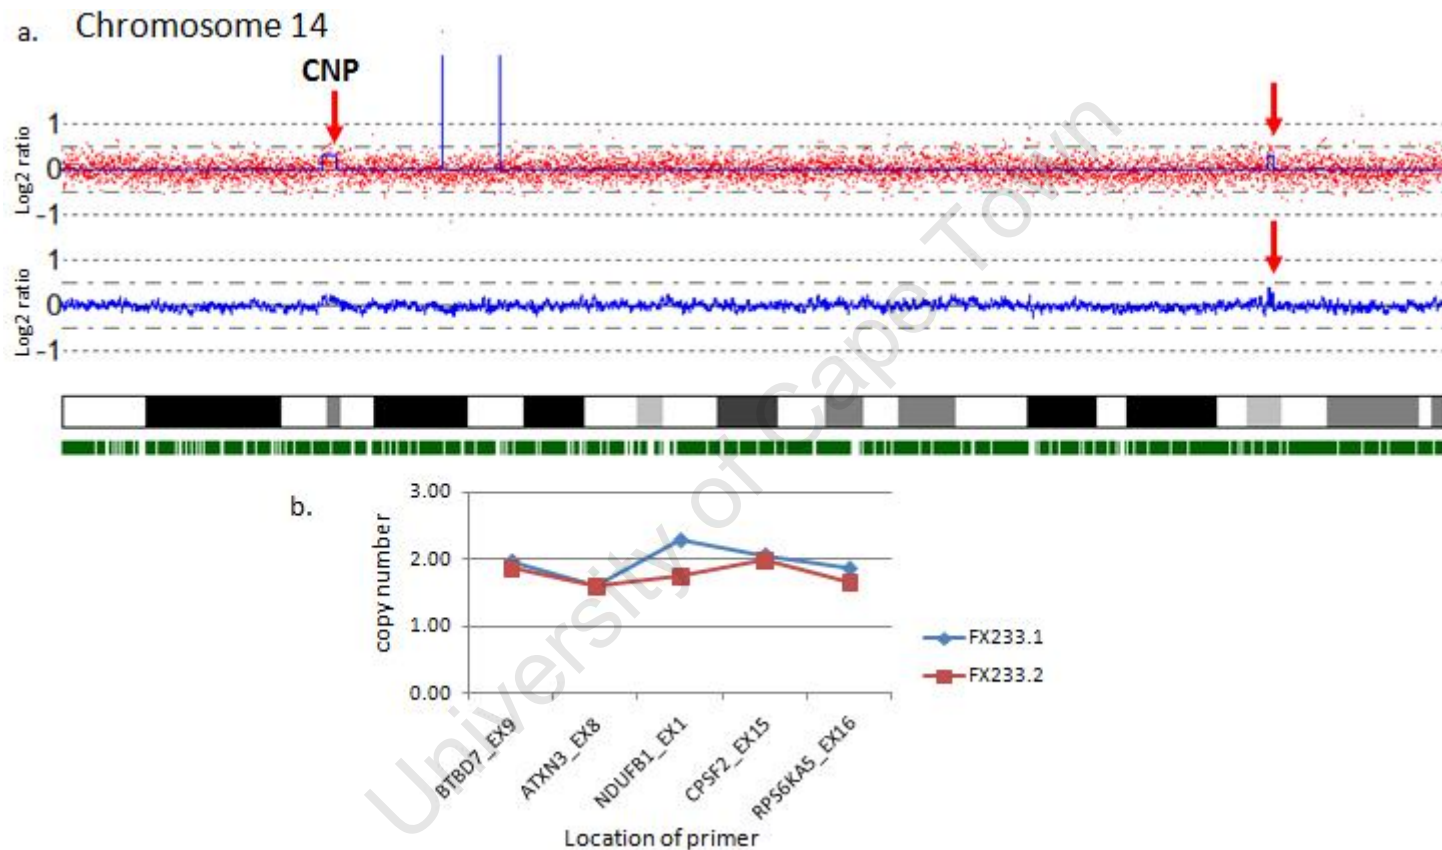 a. Chromosome 14
CNP
Log2 ratio
1
0
-1
Log2 ratio
1
0
-1
b.
copy number
3.00
2.00
1.00
0.00
BTBD7_EX9
ATXN3_EX8
NDUFB1_EX1
CPSF2_EX15
RPS6KA5_EX16
Location of primer
FX233.1
FX233.2
University of Cape Town